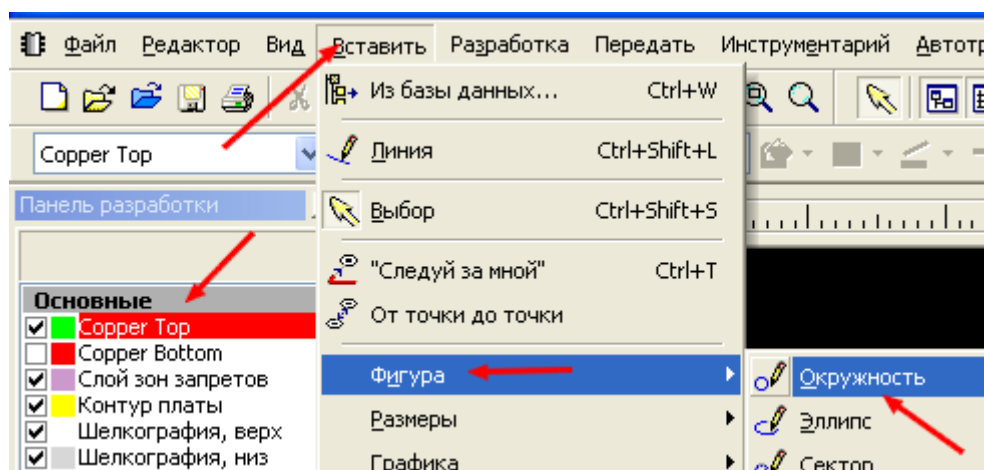 Файл Редактор Вид Вставить Разработка Передать Инструментарий Автотр
Из базы данных... Ctrl+W
Copper Top
Линия Ctrl+Shift+L
Панель разработки
Выбор Ctrl+Shift+S
"Следуй за мной" Ctrl+T
Основные
От точки до точки
Copper Top
Copper Bottom
Слой зон запретов
Контур платы
Шелкография, верх
Шелкография, низ
Фигура
Окружность
Размеры
Эллипс
Графика
Сектор